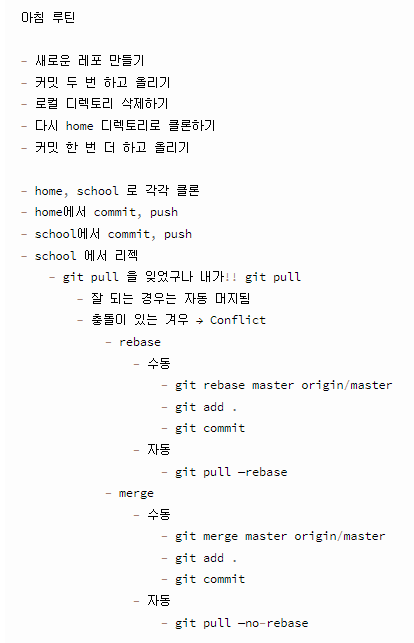 아침 루틴
- 새로운 레포 만들기
- 커밋 두 번 하고 올리기
- 로컬 디렉토리 삭제하기
- 다시 home 디렉토리로 클론하기
- 커밋 한 번 더 하고 올리기
- home, school 로 각각 클론
- home에서 commit, push
- school에서 commit, push
- school 에서 리젝
- git pull 을 잊었구나 내가!! git pull
- 잘 되는 경우는 자동 머지됨
- 충돌이 있는 겨우 → Conflict
- rebase
- 수동
- git rebase master origin/master
- git add .
- git commit
- 자동
- git pull —rebase
- merge
- 수동
- git merge master origin/master
- git add .
- git commit
- 자동
- git pull —no-rebase